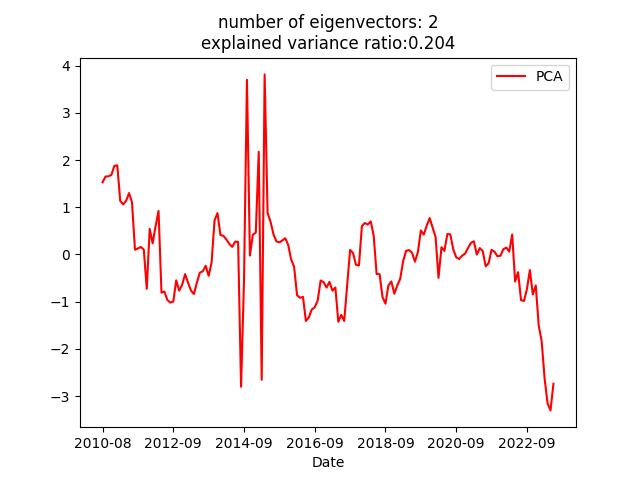 number of eigenvectors: 2
explained variance ratio:0.204
PCA
4
3
2
1
0
−1
−2
−3
2010-08 2012-09 2014-09 2016-09 2018-09 2020-09 2022-09
Date